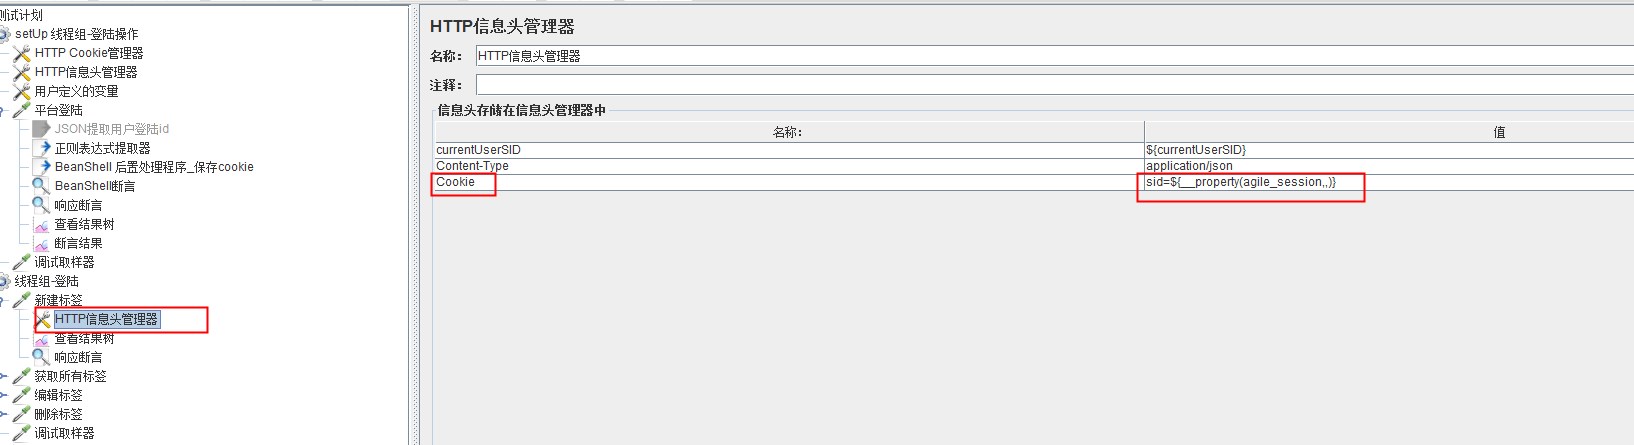 测试计划
setUp 线程组-登陆操作
HTTP Cookie管理器
HTTP信息头管理器
用户定义的变量
平台登陆
JSON提取用户登陆id
正则表达式提取器
BeanShell 后置处理程序_保存cookie
BeanShell断言
响应断言
查看结果树
断言结果
调试取样器
线程组-登陆
新建标签
HTTP信息头管理器
查看结果树
响应断言
获取所有标签
编辑标签
删除标签
调试取样器
HTTP信息头管理器
名称： HTTP信息头管理器
注释：
信息头存储在信息头管理器中
名称： 值
currentUserSID ${currentUserSID}
Content-Type application/json
Cookie sid=${__property(agile_session,,)}